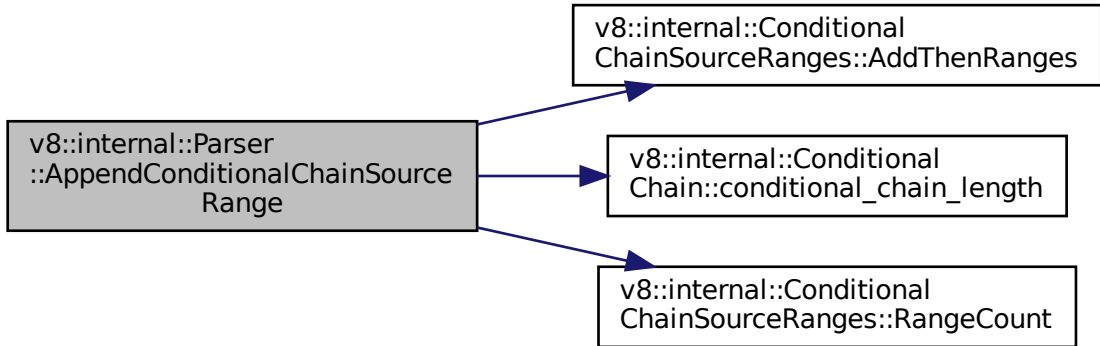 v8::internal::Conditional
ChainSourceRanges::AddThenRanges
v8::internal::Parser
::AppendConditionalChainSource
Range
v8::internal::Conditional
Chain::conditional_chain_length
v8::internal::Conditional
ChainSourceRanges::RangeCount